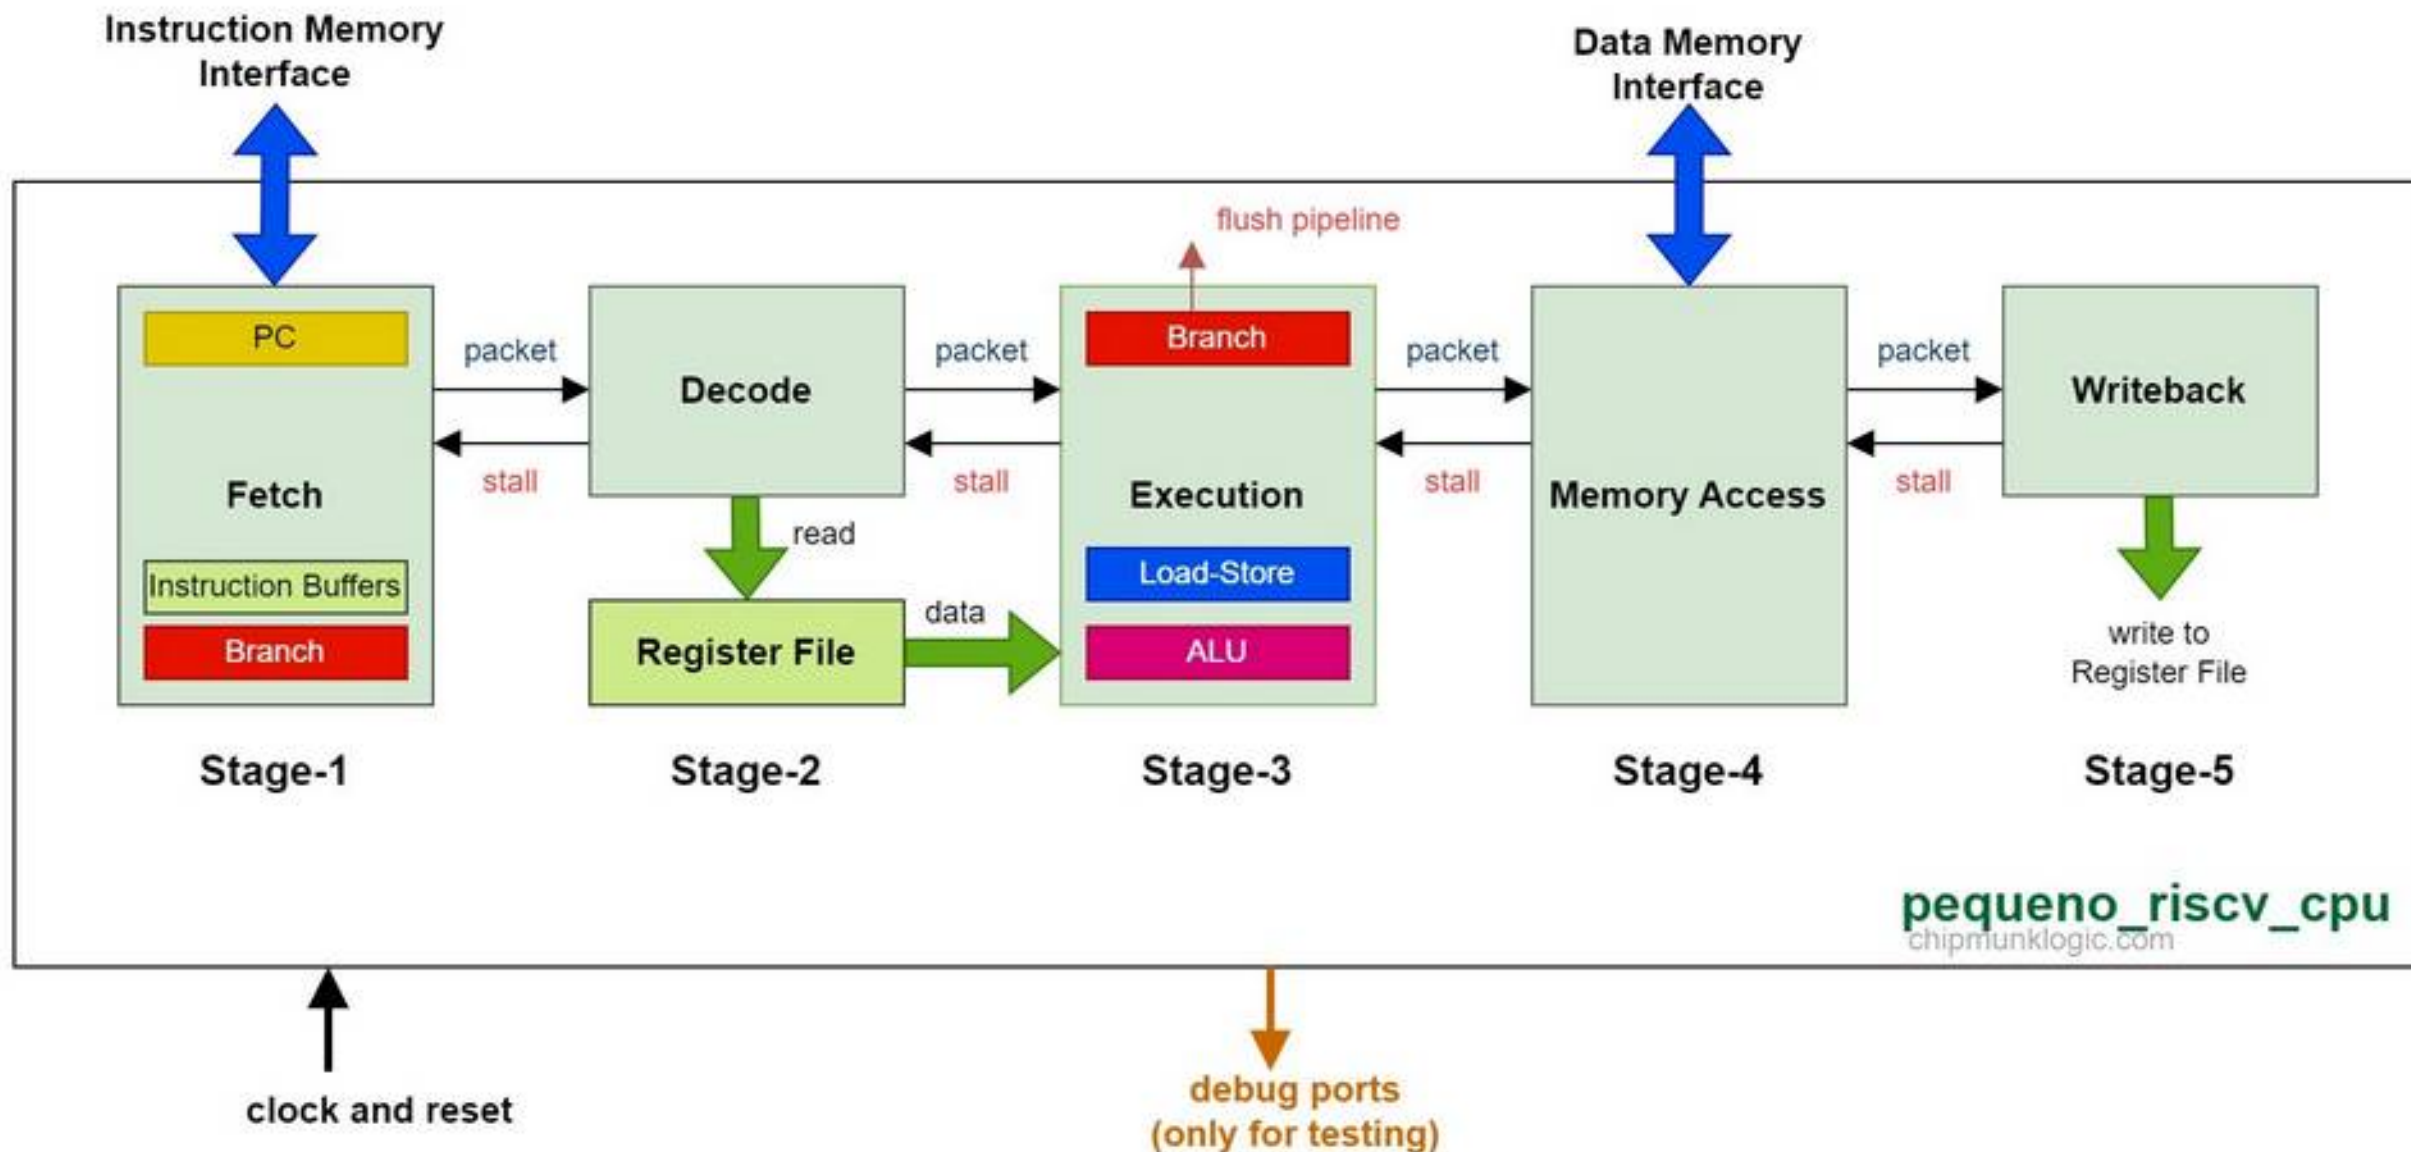 Instruction Memory
Interface
Data Memory
Interface
flush pipeline
PC
Fetch
Instruction Buffers
Branch
packet
stall
Decode
read
Register File
data
packet
stall
Branch
Execution
Load-Store
ALU
packet
stall
Memory Access
packet
stall
Writeback
write to
Register File
Stage-1
Stage-2
Stage-3
Stage-4
Stage-5
pequeno_riscv_cpu
chipmunklogic.com
clock and reset
debug ports
(only for testing)